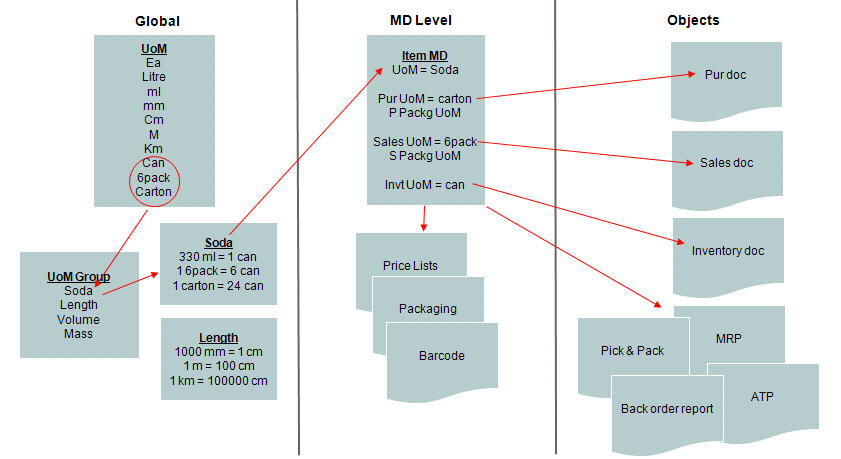 Global
UoM
Ea
Litre
ml
mm
Cm
M
Km
Can
6pack
Carton
UoM Group
Soda
Length
Volume
Mass
Soda
330 ml = 1 can
1 6pack = 6 can
1 carton = 24 can
Length
1000 mm = 1 cm
1 m = 100 cm
1 km = 100000 cm
MD Level
Item MD
UoM = Soda
Pur UoM = carton
P Packg UoM
Sales UoM = 6pack
S Packg UoM
Invt UoM = can
Price Lists
Packaging
Barcode
Objects
Pur doc
Sales doc
Inventory doc
MRP
Pick & Pack
ATP
Back order report